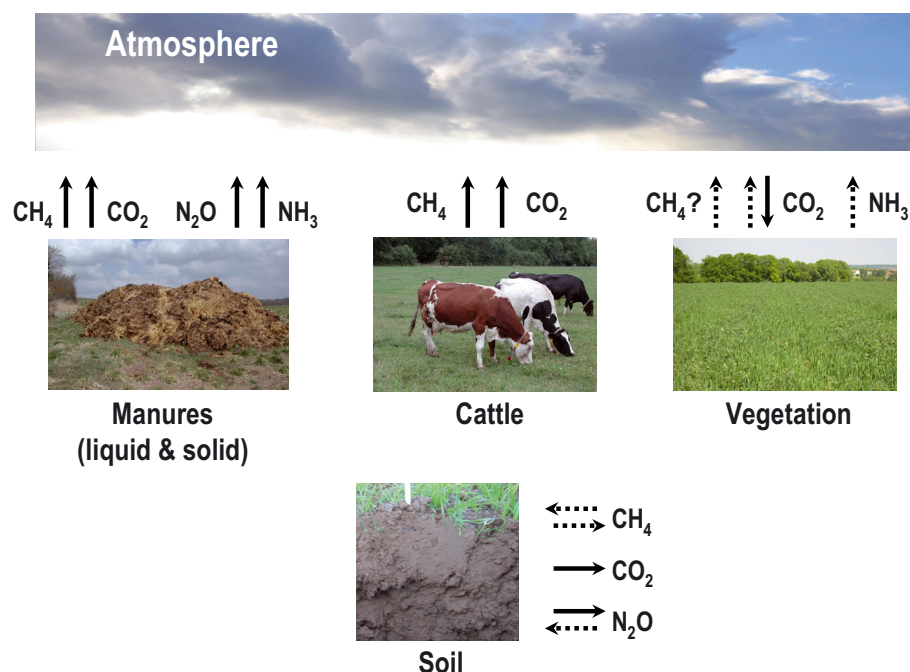 Atmosphere
CH₄ CO₂ N₂O NH₃ CH₄ CO₂ CH₄? CO₂ NH₃
Manures
(liquid & solid)
Cattle
Vegetation
CH₄
CO₂
N₂O
Soil